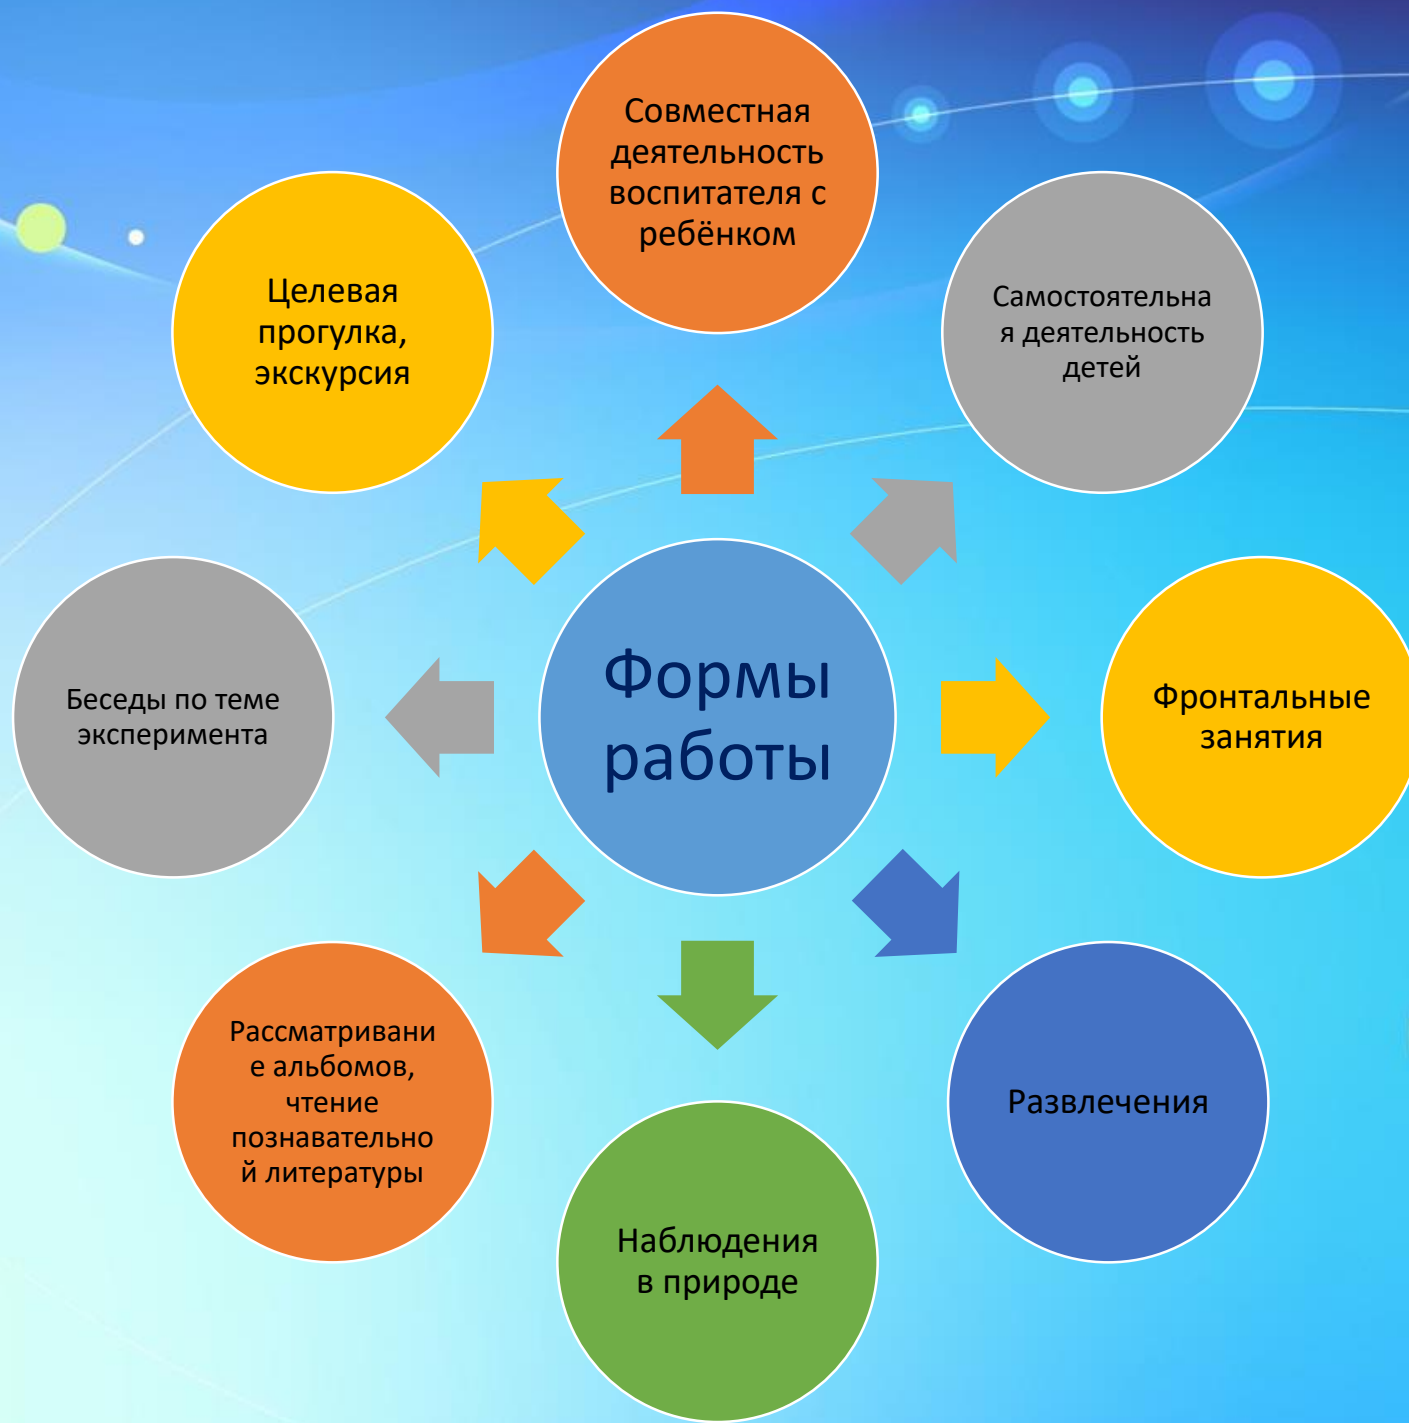 Совместная
деятельность
воспитателя с
ребёнком
Самостоятельна
я деятельность
детей
Фронтальные
занятия
Развлечения
Наблюдения
в природе
Рассматривани
е альбомов,
чтение
познавательно
й литературы
Беседы по теме
эксперимента
Целевая
прогулка,
экскурсия
Формы
работы